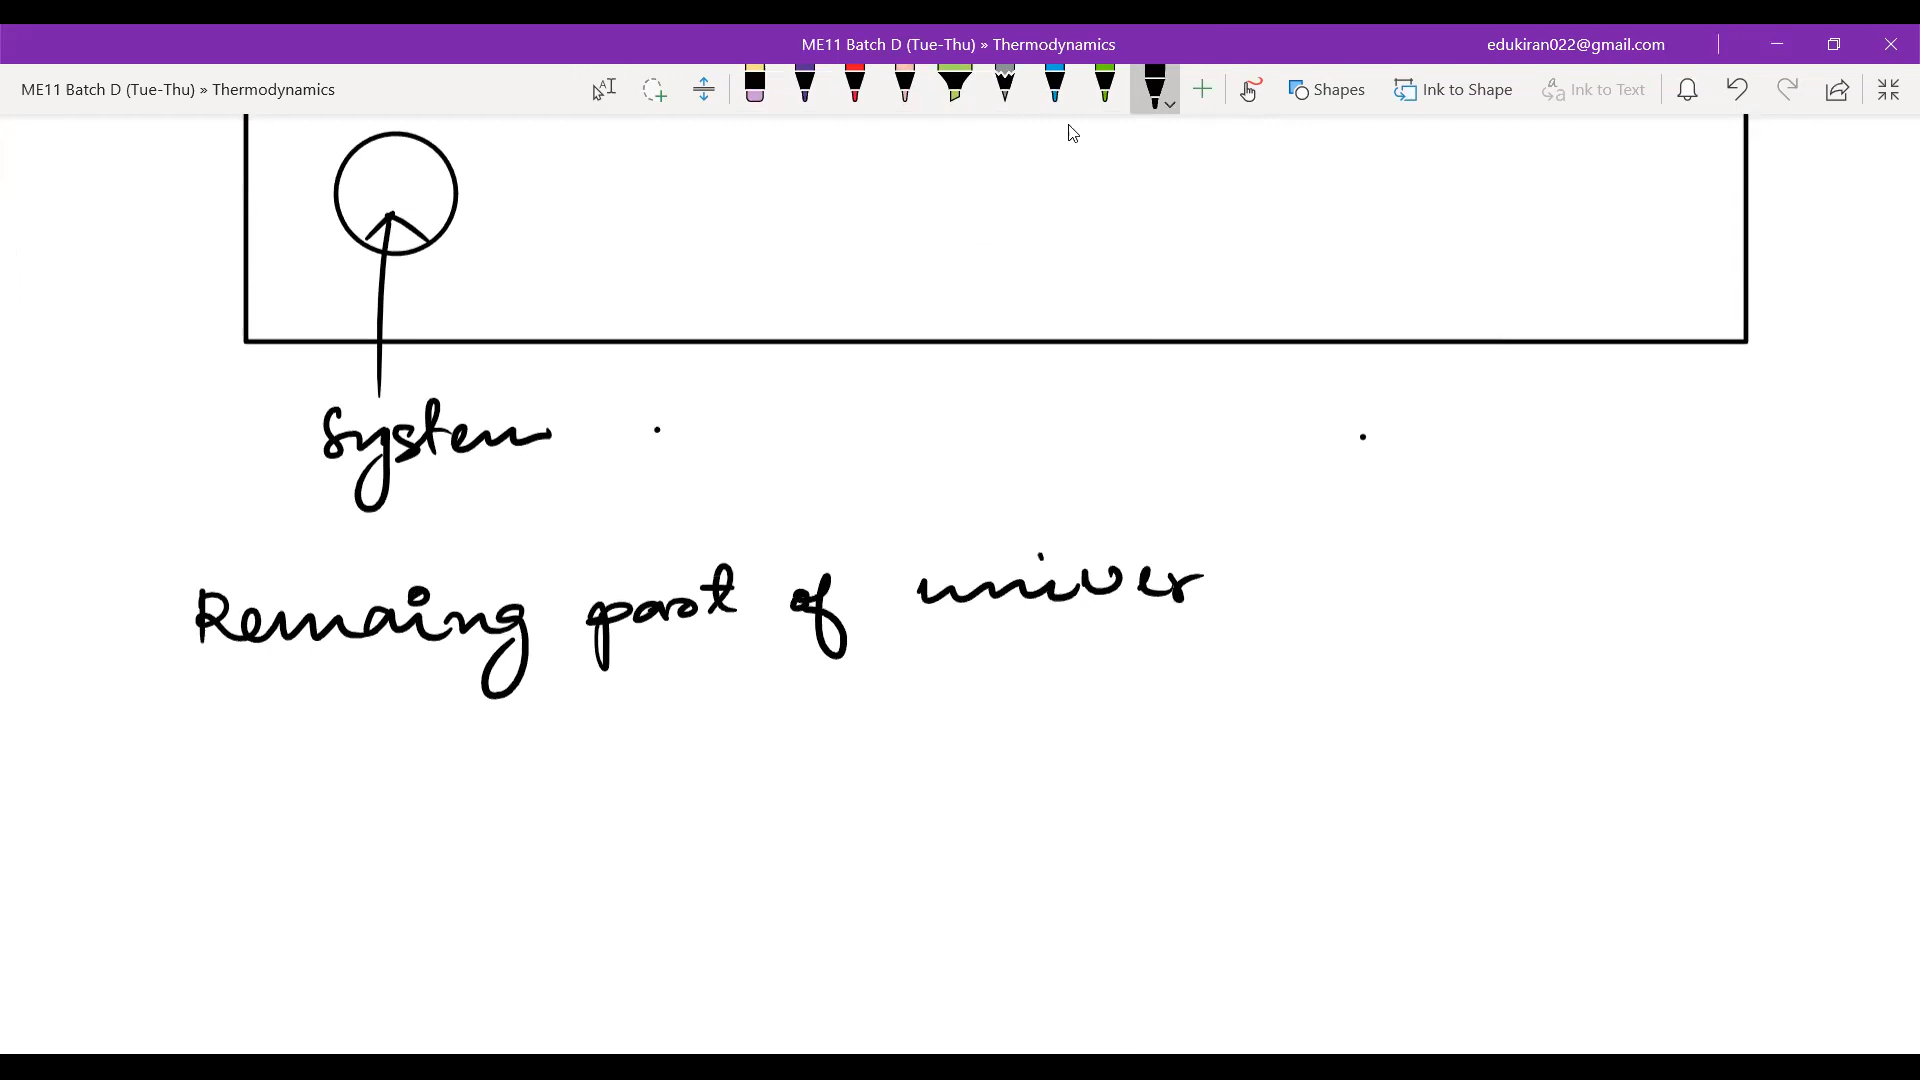 ME11 Batch D (Tue-Thu) » Thermodynamics
edukiran022@gmail.com
ME11 Batch D (Tue-Thu) » Thermodynamics
Shapes
Ink to Shape
Ink to Text
System
Remaing part of univer